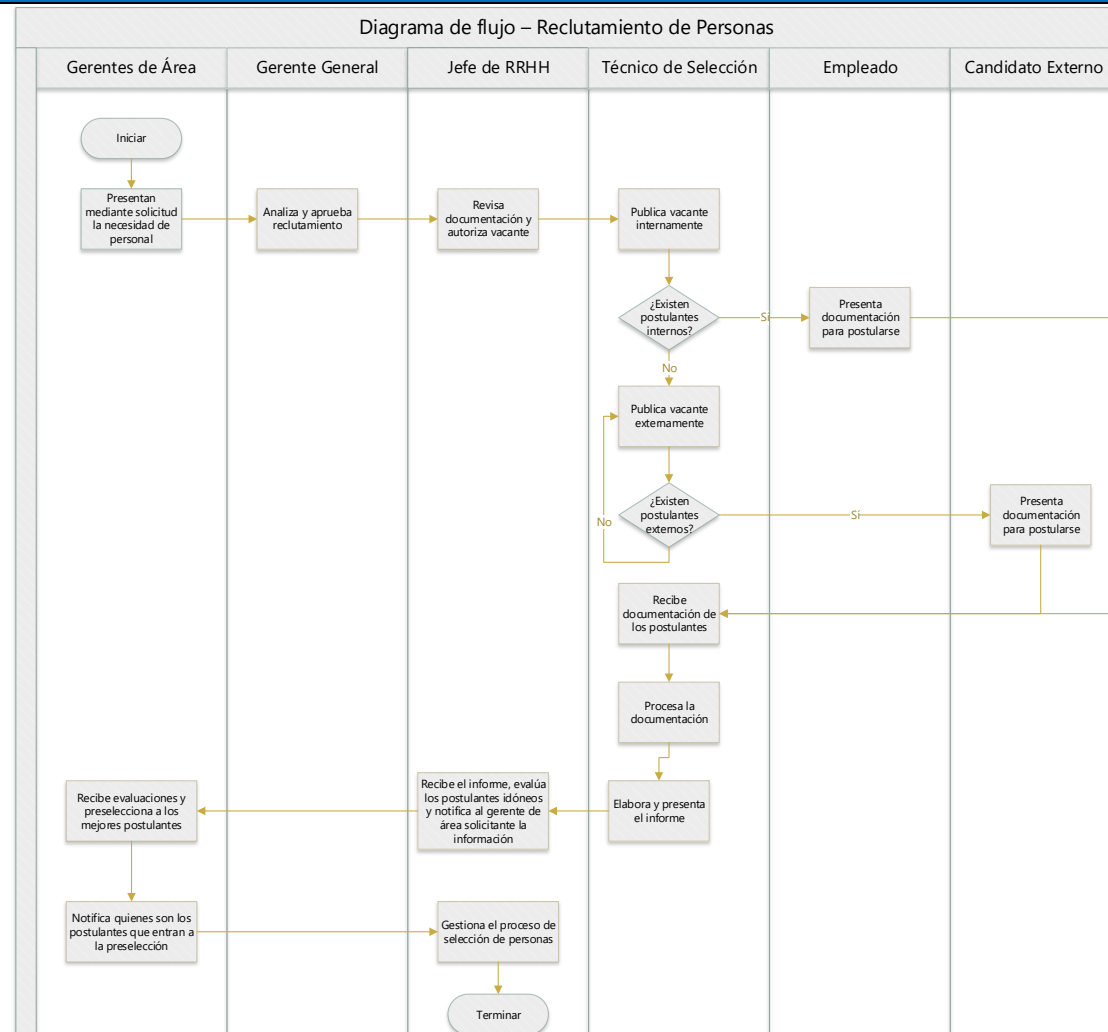 Diagrama de flujo – Reclutamiento de Personas
Gerentes de Área
Gerente General
Jefe de RRHH
Técnico de Selección
Empleado
Candidato Externo
Iniciar
Presentan
mediante solicitud
la necesidad de
personal
Analiza y aprueba
reclutamiento
Revisa
documentación y
autoriza vacante
Publica vacante
internamente
¿Existen
postulantes
internos?
Si
Presenta
documentación
para postularse
No
Publica vacante
externamente
¿Existen
postulantes
externos?
No
Si
Presenta
documentación
para postularse
Recibe
documentación de
los postulantes
Procesa la
documentación
Elabora y presenta
el informe
Recibe el informe, evalúa
los postulantes idóneos
y notifica al gerente de
área solicitante la
información
Recibe evaluaciones y
preselecciona a los
mejores postulantes
Notifica quienes son los
postulantes que entran a
la preselección
Gestiona el proceso de
selección de personas
Terminar